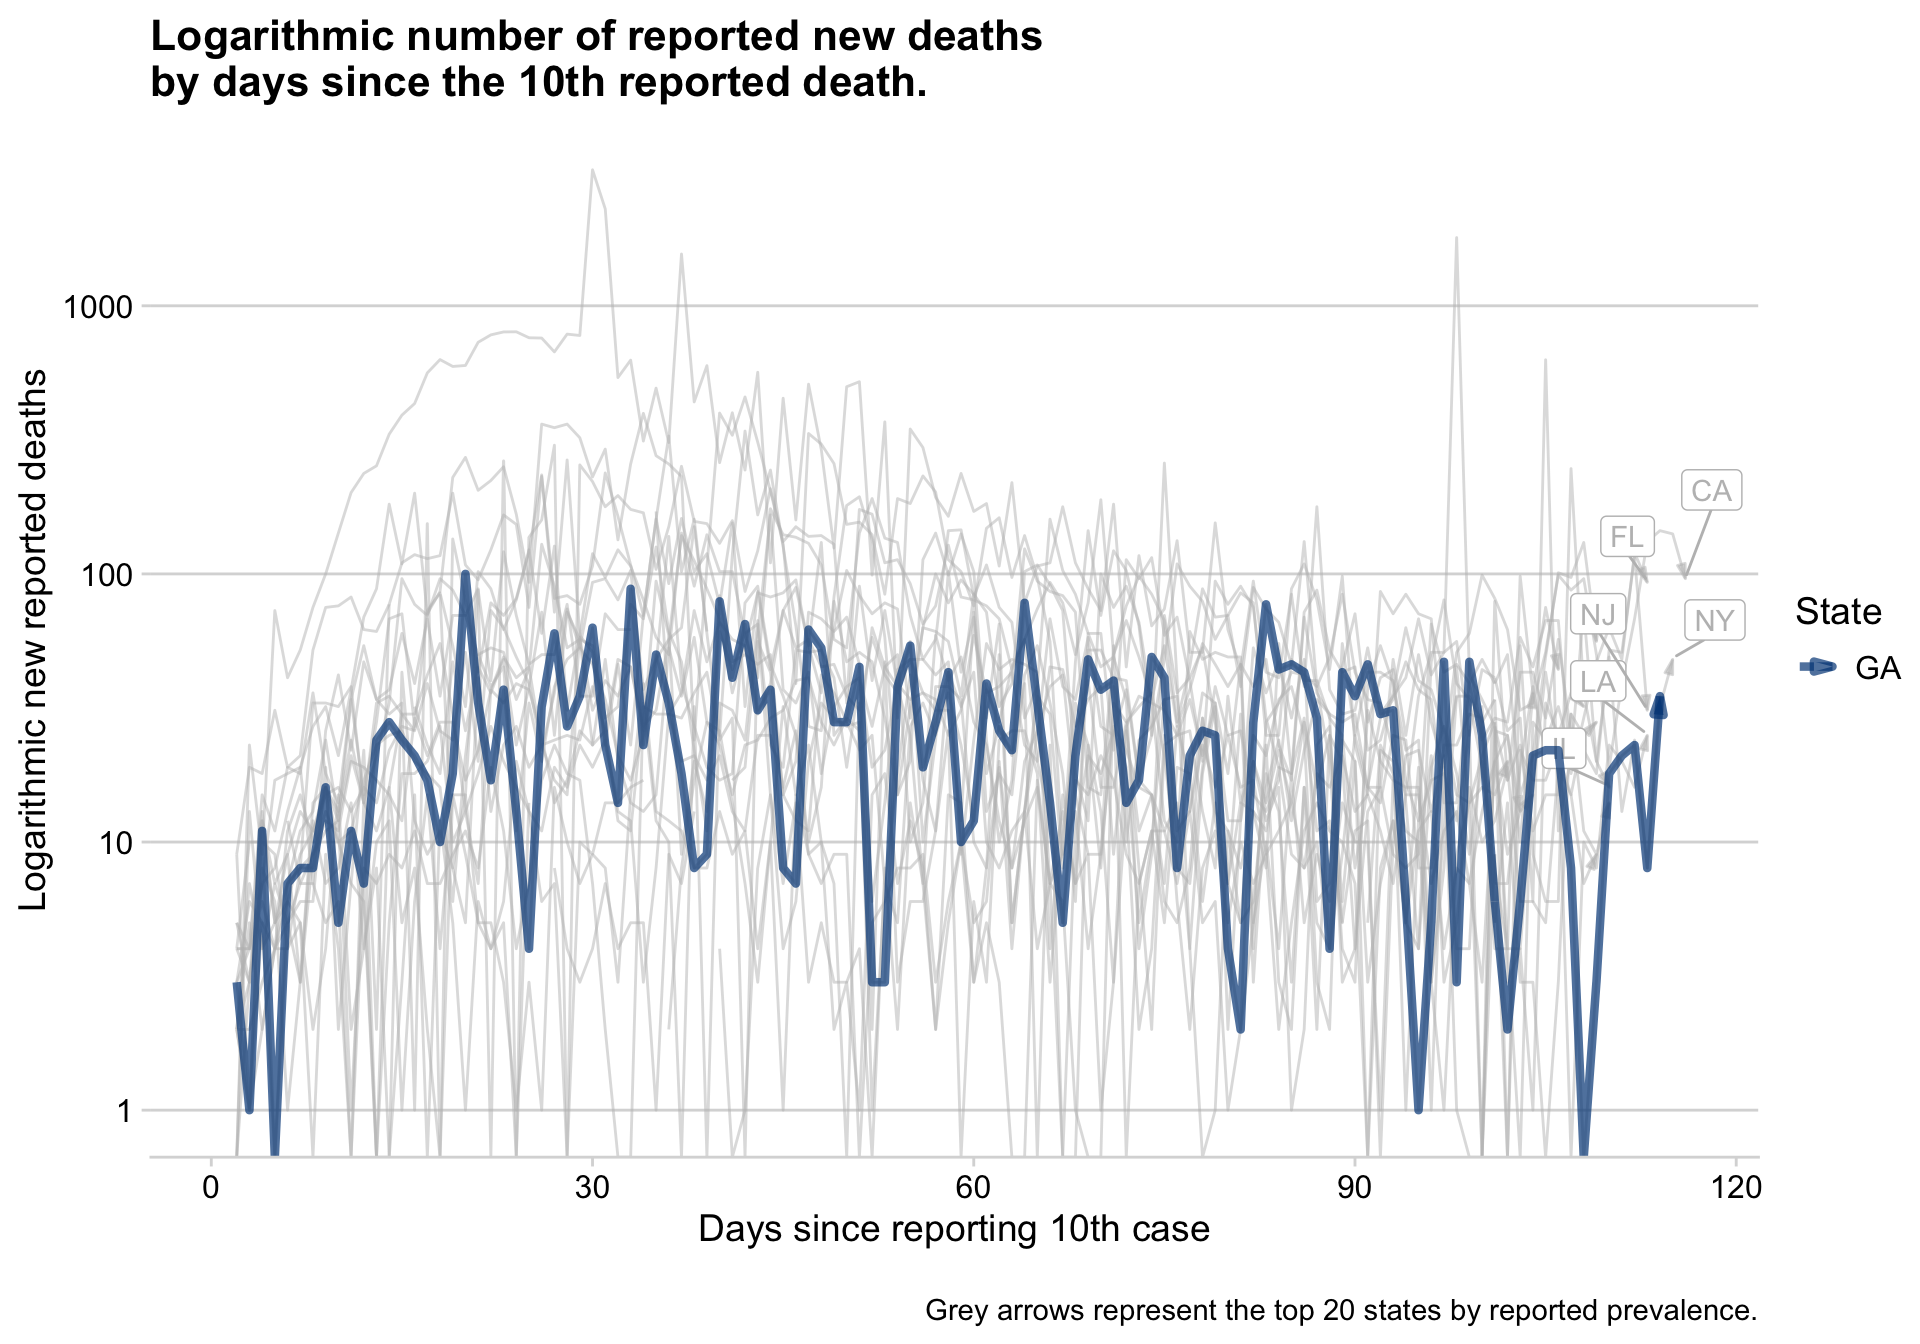 Logarithmic number of reported new deaths
by days since the 10th reported death.
Logarithmic new reported deaths
1000
100
10
1
0
30
60
90
120
Days since reporting 10th case
CA
FL
NJ
NY
LA
IL
State
GA
Grey arrows represent the top 20 states by reported prevalence.